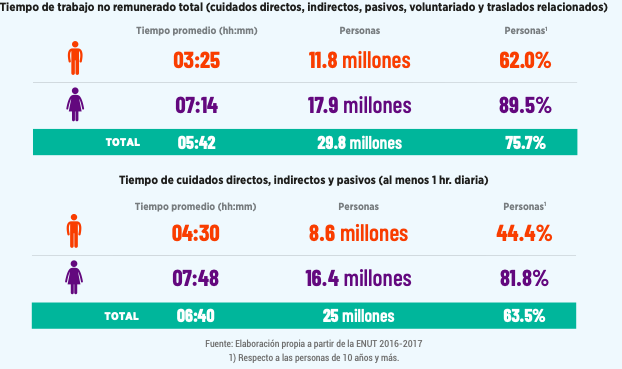 Tiempo de trabajo no remunerado total (cuidados directos, indirectos, pasivos, voluntariado y traslados relacionados)
Tiempo promedio (hh:mm) Personas Personas¹
03:25 11.8 millones 62.0%
07:14 17.9 millones 89.5%
TOTAL 05:42 29.8 millones 75.7%
Tiempo de cuidados directos, indirectos y pasivos (al menos 1 hr. diaria)
Tiempo promedio (hh:mm) Personas Personas¹
04:30 8.6 millones 44.4%
07:48 16.4 millones 81.8%
TOTAL 06:40 25 millones 63.5%
Fuente: Elaboración propia a partir de la ENUT 2016-2017
1) Respecto a las personas de 10 años y más.